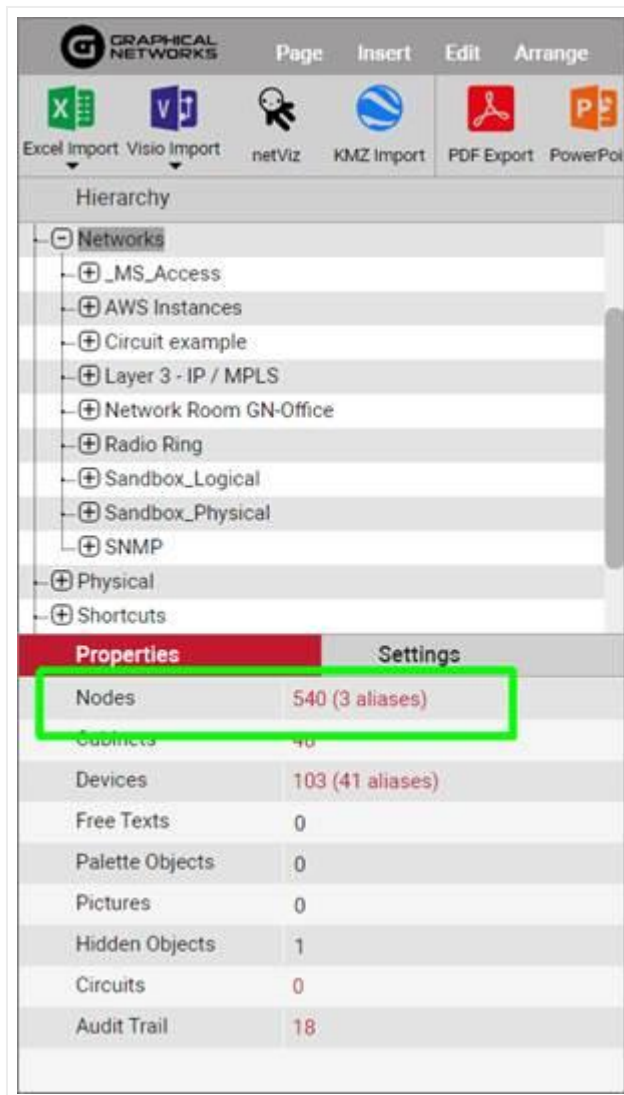 GRAPHICAL
NETWORKS
Page Insert Edit Arrange
Excel Import Visio Import netViz KMZ Import PDF Export PowerPoi
Hierarchy
Networks
_MS_Access
AWS Instances
Circuit example
Layer 3 - IP / MPLS
Network Room GN-Office
Radio Ring
Sandbox_Logical
Sandbox_Physical
SNMP
Physical
Shortcuts
Properties Settings
Nodes 540 (3 aliases)
Cabinets
Devices 103 (41 aliases)
Free Texts 0
Palette Objects 0
Pictures 0
Hidden Objects 1
Circuits 0
Audit Trail 18